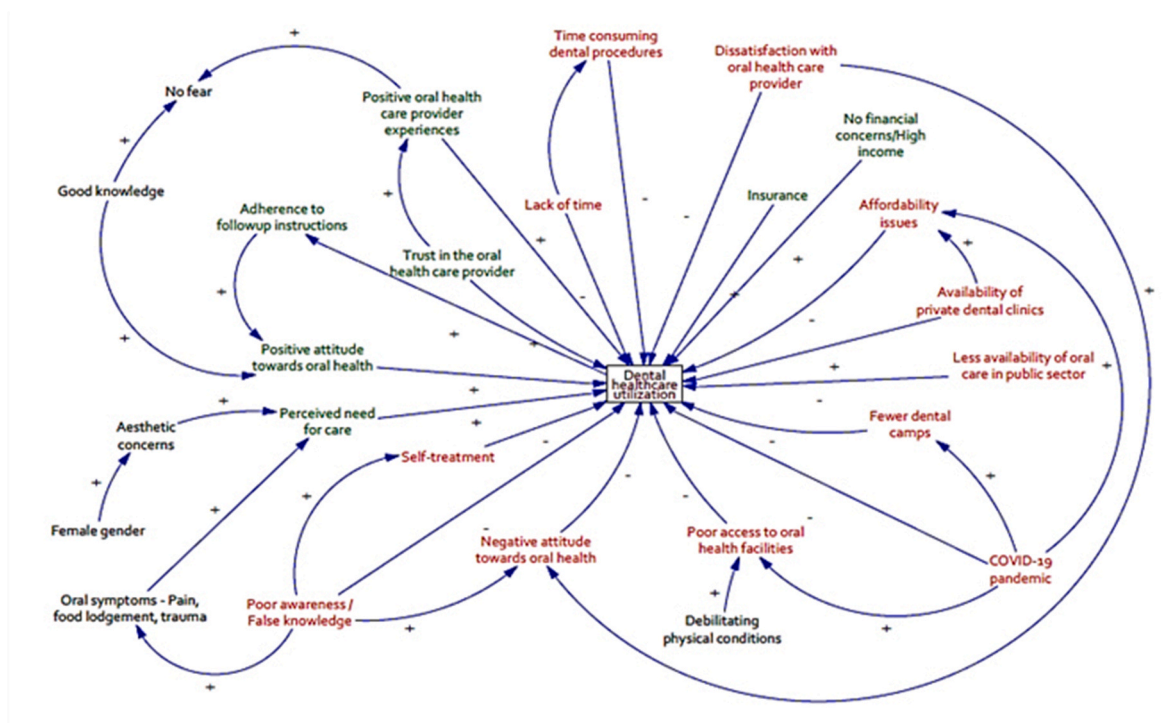 Time consuming
dental procedures
Dissatisfaction with
oral health care
provider
No fear
Positive oral health
care provider
experiences
No financial
concerns/High
income
Good knowledge
Adherence to
followup instructions
Lack of time
Insurance
Affordability
issues
Trust in the oral
health care provider
Availability of
private dental clinics
Positive attitude
towards oral health
Dental
healthcare
utilization
Less availability of oral
care in public sector
Aesthetic
concerns
Perceived need
for care
Fewer dental
camps
Self-treatment
Female gender
Negative attitude
towards oral health
Poor access to oral
health facilities
COVID-19
pandemic
Oral symptoms - Pain,
food lodgement, trauma
Poor awareness /
False knowledge
Debilitating
physical conditions